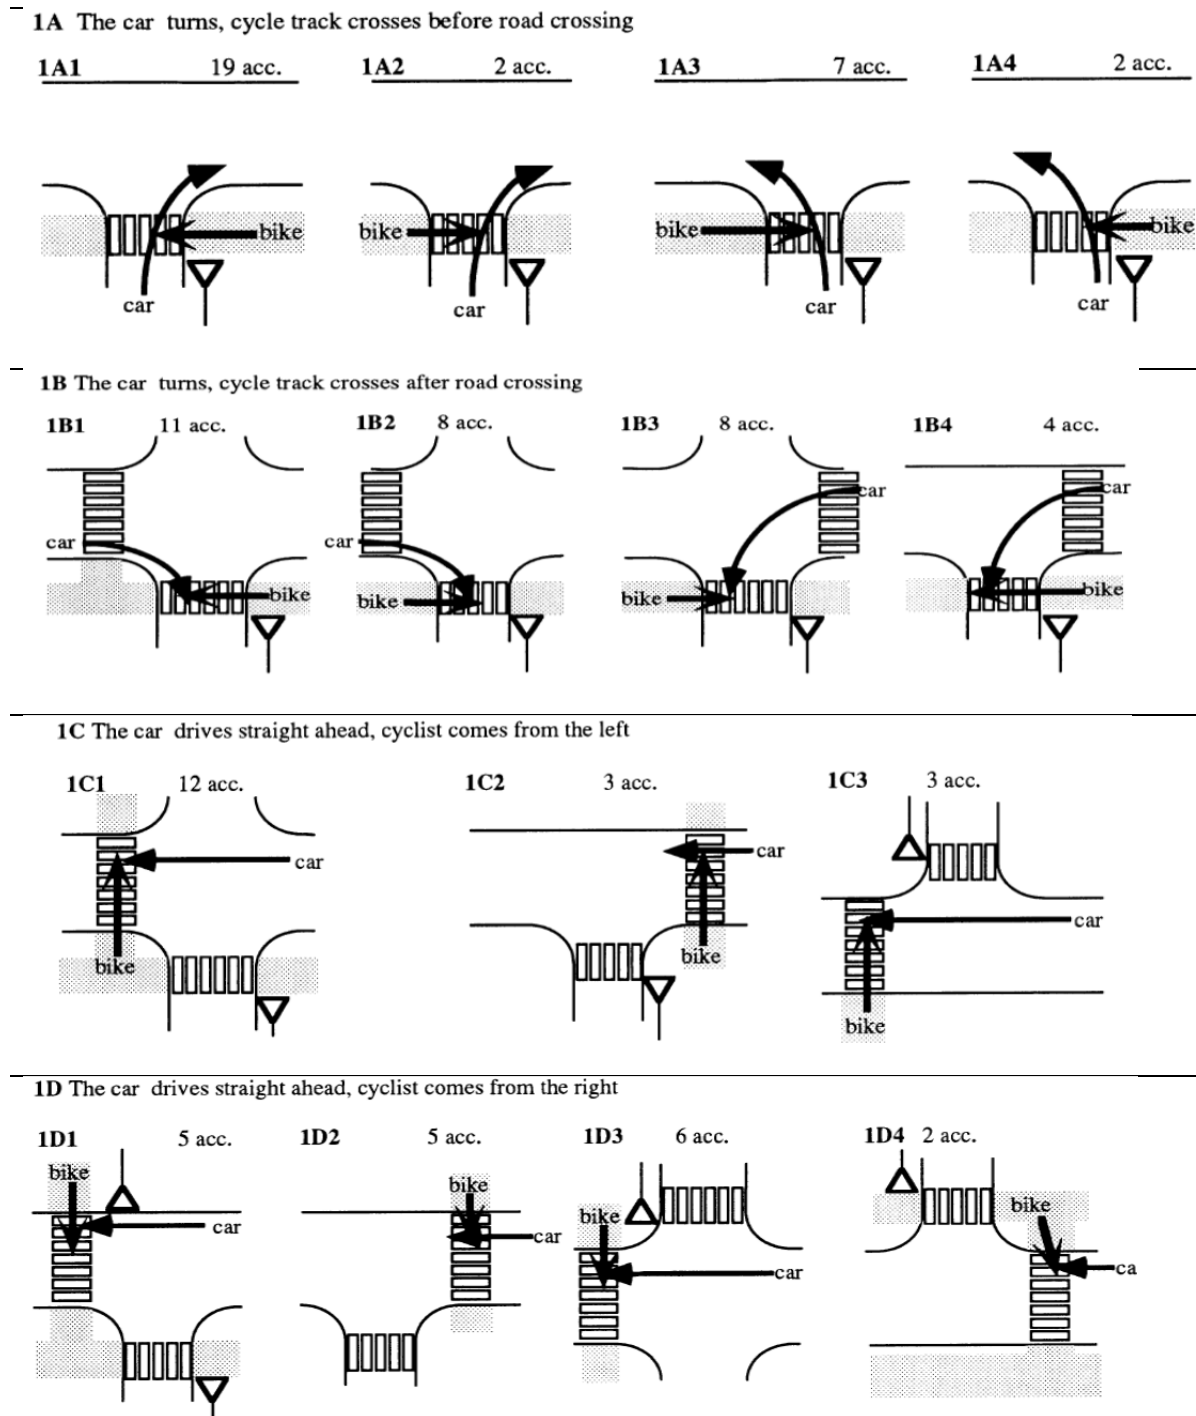 1A The car turns, cycle track crosses before road crossing
1A1 19 acc. 1A2 2 acc. 1A3 7 acc. 1A4 2 acc.
bike bike bike bike
car car car car
1B The car turns, cycle track crosses after road crossing
1B1 11 acc. 1B2 8 acc. 1B3 8 acc. 1B4 4 acc.
car car car car
bike bike bike bike
1C The car drives straight ahead, cyclist comes from the left
1C1 12 acc. 1C2 3 acc. 1C3 3 acc.
car car car
bike bike bike
1D The car drives straight ahead, cyclist comes from the right
1D1 5 acc. 1D2 5 acc. 1D3 6 acc. 1D4 2 acc.
bike bike bike bike
car car car ca